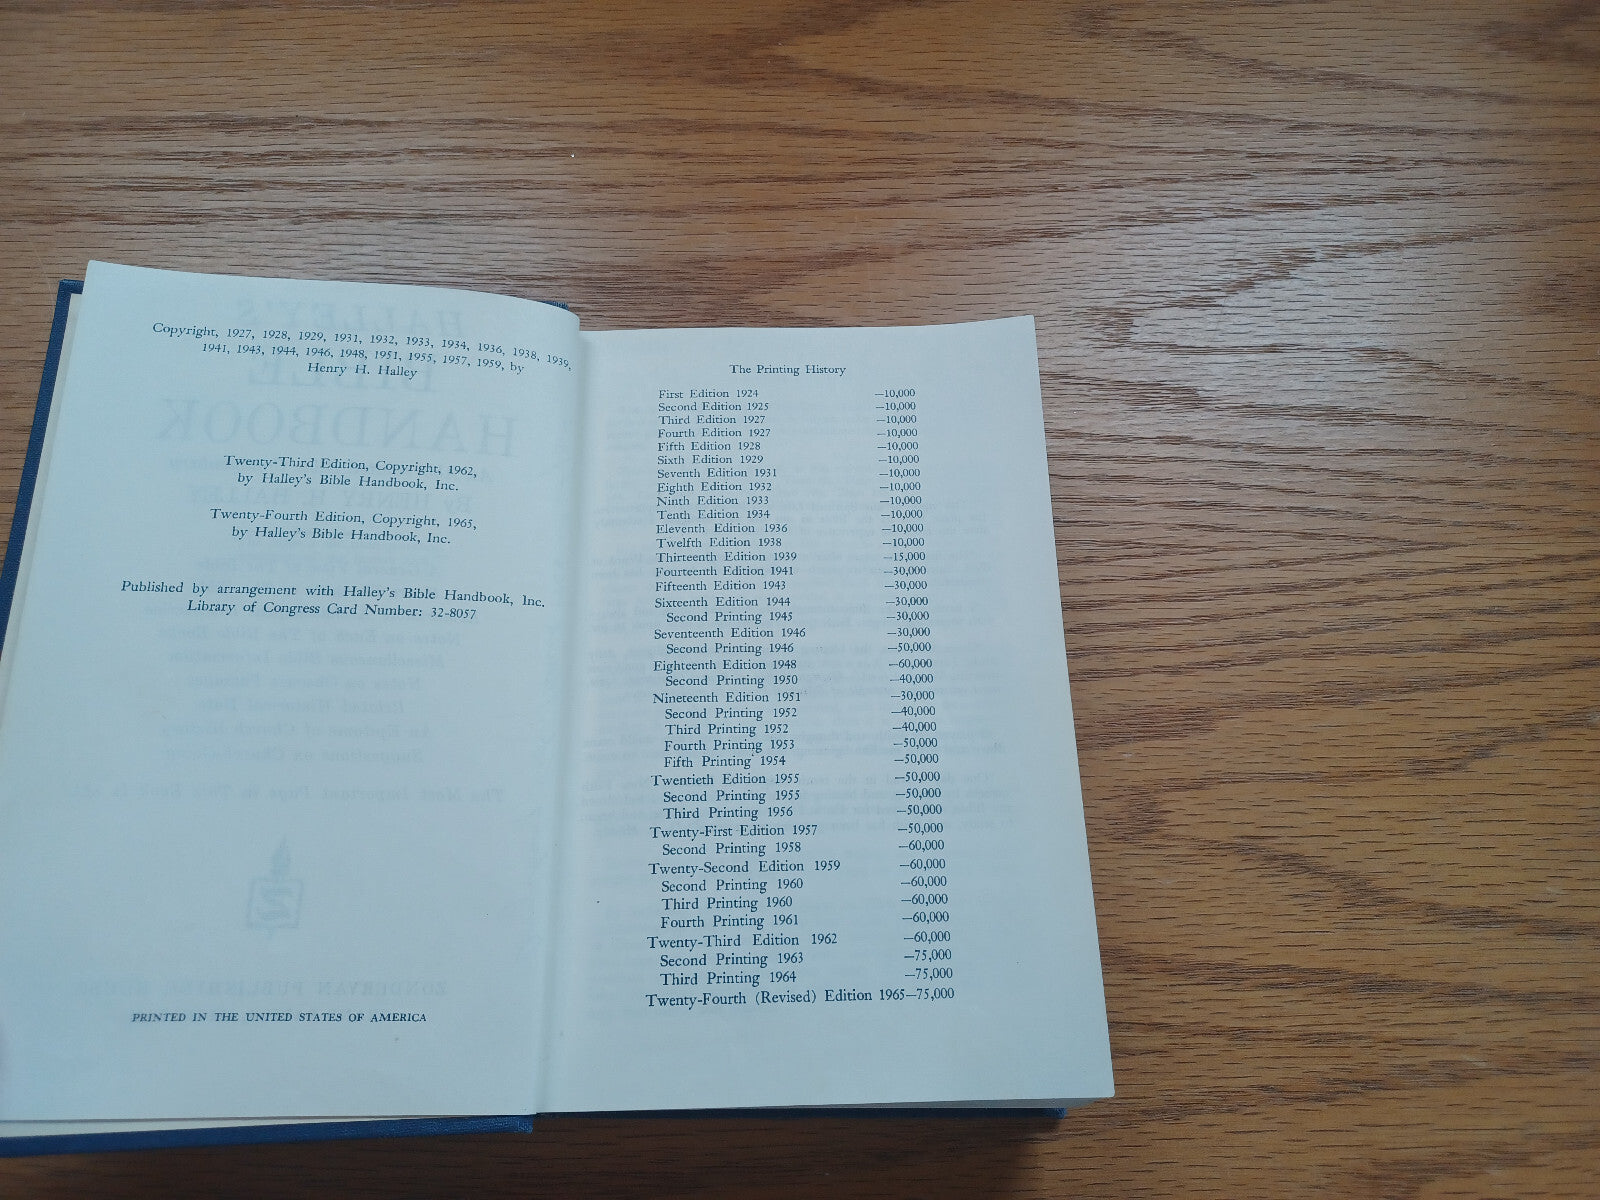 Copyright, 1927, 1928, 1929, 1931, 1932, 1933, 1934, 1936, 1938, 1939,
1941, 1943, 1944, 1946, 1948, 1951, 1955, 1957, 1959, by
Henry H. Halley
Twenty-Third Edition, Copyright, 1962,
by Halley's Bible Handbook, Inc.
Twenty-Fourth Edition, Copyright, 1965,
by Halley's Bible Handbook, Inc.
Published by arrangement with Halley's Bible Handbook, Inc.
Library of Congress Card Number: 32-8057
PRINTED IN THE UNITED STATES OF AMERICA
The Printing History
First Edition 1924 —10,000
Second Edition 1925 —10,000
Third Edition 1927 —10,000
Fourth Edition 1927 —10,000
Fifth Edition 1928 —10,000
Sixth Edition 1929 —10,000
Seventh Edition 1931 —10,000
Eighth Edition 1932 —10,000
Ninth Edition 1933 —10,000
Tenth Edition 1934 —10,000
Eleventh Edition 1936 —10,000
Twelfth Edition 1938 —10,000
Thirteenth Edition 1939 —15,000
Fourteenth Edition 1941 —30,000
Fifteenth Edition 1943 —30,000
Sixteenth Edition 1944 —30,000
Second Printing 1945 —30,000
Seventeenth Edition 1946 —30,000
Second Printing 1946 —50,000
Eighteenth Edition 1948 —60,000
Second Printing 1950 —40,000
Nineteenth Edition 1951 —30,000
Second Printing 1952 —40,000
Third Printing 1952 —40,000
Fourth Printing 1953 —50,000
Fifth Printing 1954 —50,000
Twentieth Edition 1955 —50,000
Second Printing 1955 —50,000
Third Printing 1956 —50,000
Twenty-First Edition 1957 —50,000
Second Printing 1958 —60,000
Twenty-Second Edition 1959 —60,000
Second Printing 1960 —60,000
Third Printing 1960 —60,000
Fourth Printing 1961 —60,000
Twenty-Third Edition 1962 —60,000
Second Printing 1963 —75,000
Third Printing 1964 —75,000
Twenty-Fourth (Revised) Edition 1965—75,000